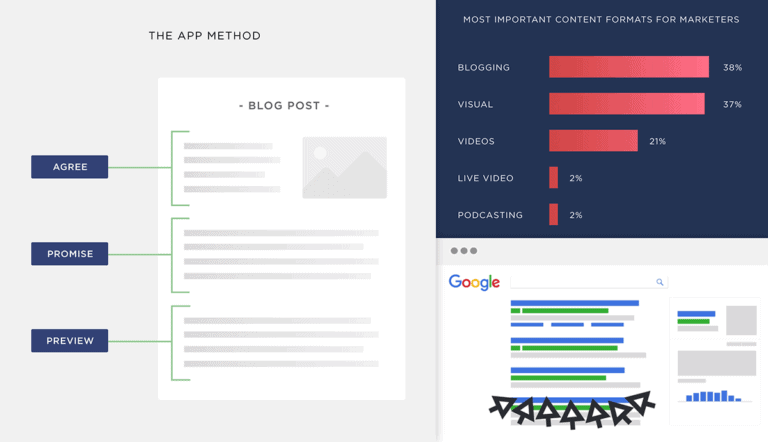 THE APP METHOD
- BLOG POST -
AGREE
PROMISE
PREVIEW
MOST IMPORTANT CONTENT FORMATS FOR MARKETERS
BLOGGING 38%
VISUAL 37%
VIDEOS 21%
LIVE VIDEO 2%
PODCASTING 2%
Google